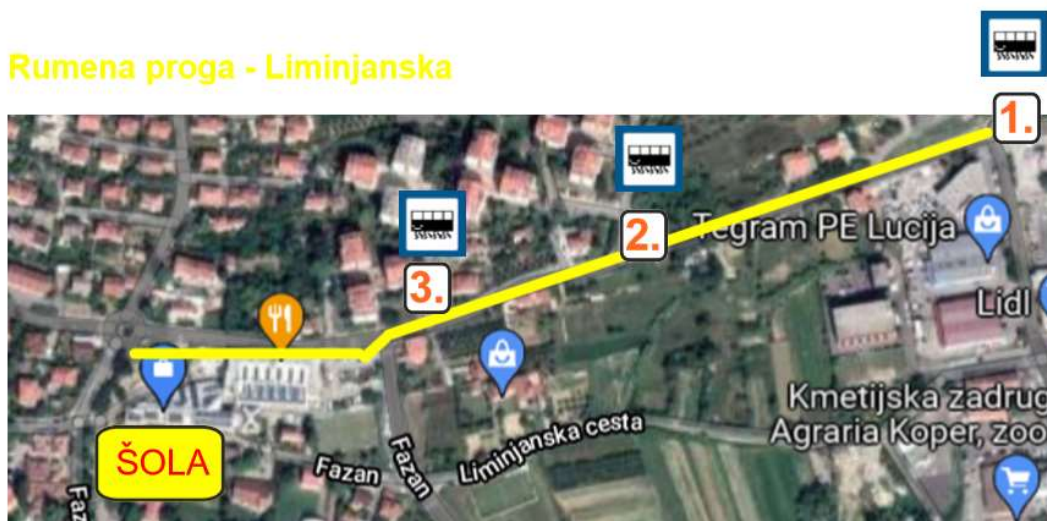 Rumena proga - Liminjanska
1.
2.
Tegram PE Lucija
3.
Lidl
Kmetijska zadrug
Agraria Koper, zoo
Liminjanska cesta
Fazan
Fazan
ŠOLA
Faz